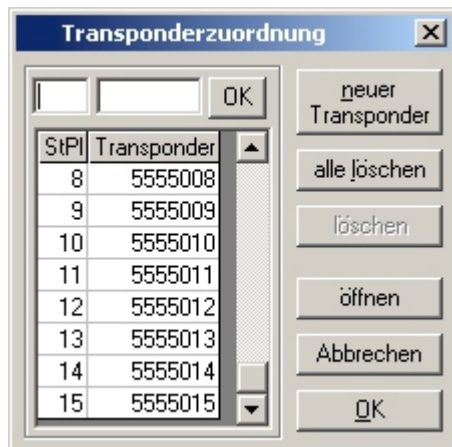 Transponderzuordnung
OK
StPl Transponder
8 5555008
9 5555009
10 5555010
11 5555011
12 5555012
13 5555013
14 5555014
15 5555015
neuer
Transponder
alle löschen
löschen
öffnen
Abbrechen
OK